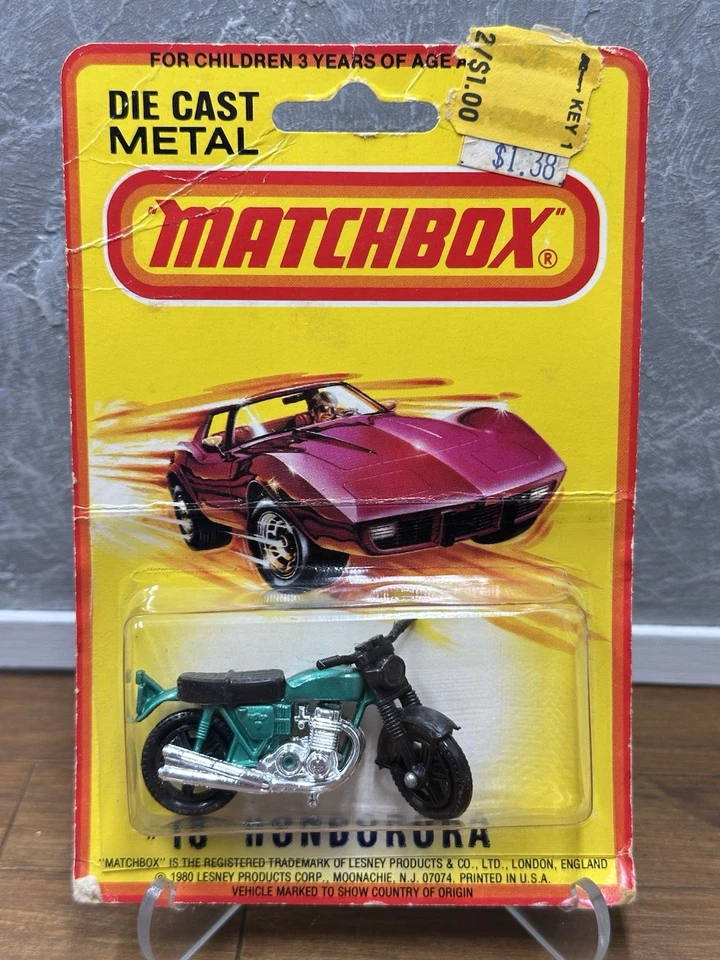 FOR CHILDREN 3 YEARS OF AGE
DIE CAST
METAL
2/$1.00
KEY 1
$1.38
"MATCHBOX"®
#18 HONDORORA
"MATCHBOX" IS THE REGISTERED TRADEMARK OF LESNEY PRODUCTS & CO., LTD., LONDON, ENGLAND
© 1980 LESNEY PRODUCTS CORP., MOONACHIE, N.J. 07074. PRINTED IN U.S.A.
VEHICLE MARKED TO SHOW COUNTRY OF ORIGIN